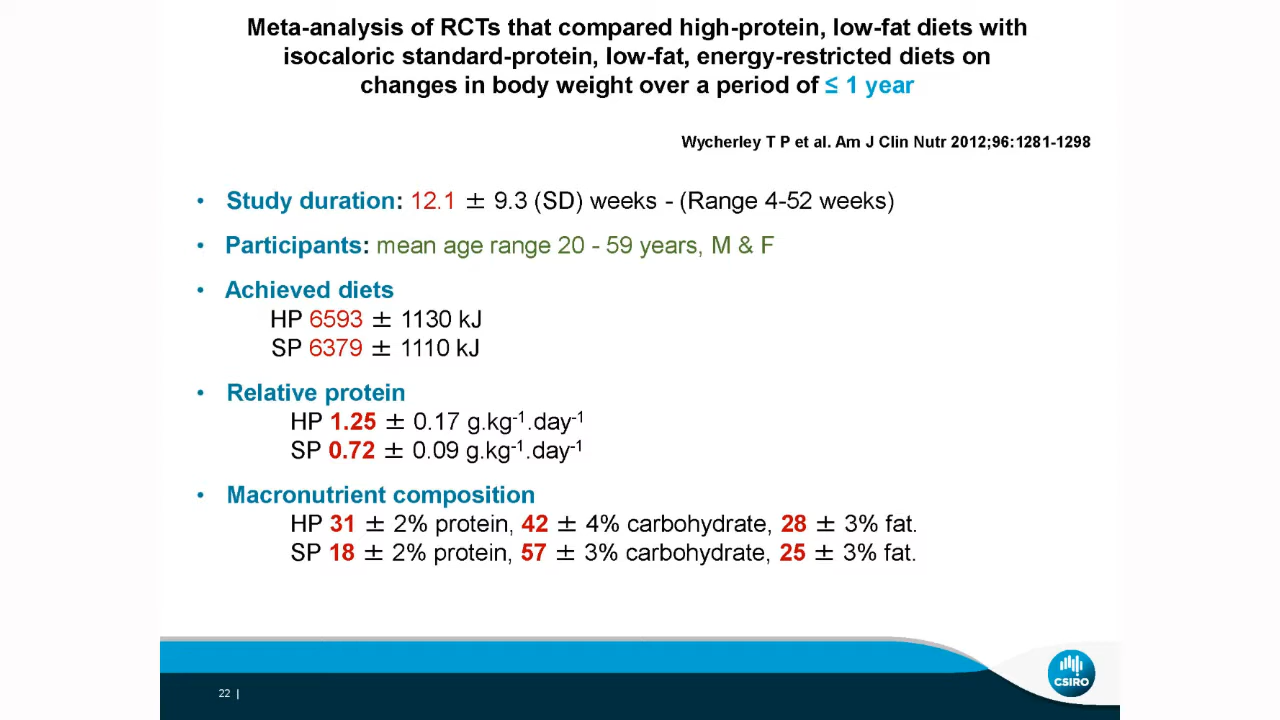 Meta-analysis of RCTs that compared high-protein, low-fat diets with
isocaloric standard-protein, low-fat, energy-restricted diets on
changes in body weight over a period of ≤ 1 year
Wycherley T P et al. Am J Clin Nutr 2012;96:1281-1298
• Study duration: 12.1 ± 9.3 (SD) weeks - (Range 4-52 weeks)
• Participants: mean age range 20 - 59 years, M & F
• Achieved diets
HP 6593 ± 1130 kJ
SP 6379 ± 1110 kJ
• Relative protein
HP 1.25 ± 0.17 g.kg⁻¹.day⁻¹
SP 0.72 ± 0.09 g.kg⁻¹.day⁻¹
• Macronutrient composition
HP 31 ± 2% protein, 42 ± 4% carbohydrate, 28 ± 3% fat.
SP 18 ± 2% protein, 57 ± 3% carbohydrate, 25 ± 3% fat.
CSIRO
22 |